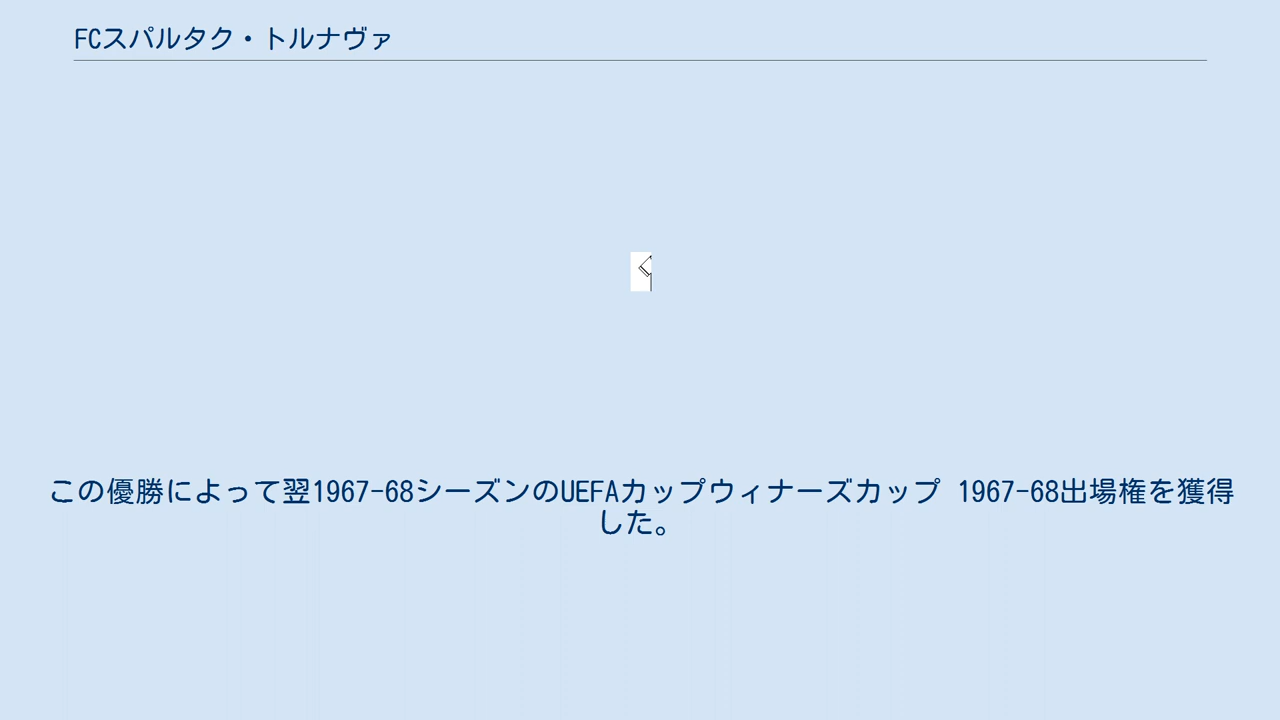 FCスパルタク・トルナヴァ
この優勝によって翌1967-68シーズンのUEFAカップウィナーズカップ 1967-68出場権を獲得
した。